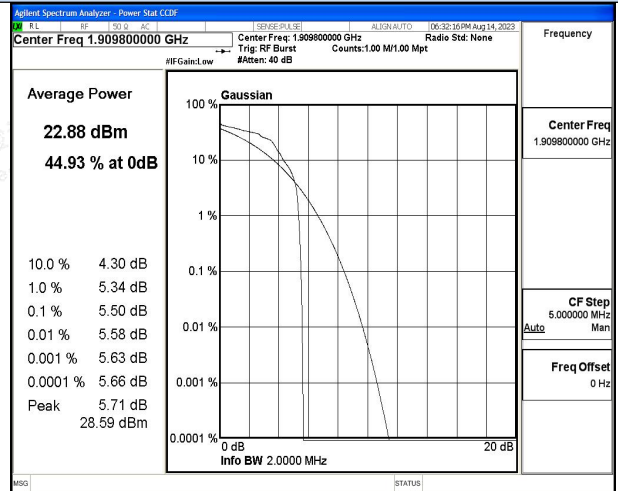 Agilent Spectrum Analyzer - Power Stat CCDF
RL RF 50 Ω AC SENSE:PULSE ALIGN AUTO 06:32:16 PM Aug 14, 2023
Center Freq 1.909800000 GHz
Center Freq: 1.909800000 GHz Radio Std: None
Trig: RF Burst Counts:1.00 M/1.00 Mpt
#IFGain:Low #Atten: 40 dB
Frequency
Average Power
22.88 dBm
44.93 % at 0dB
10.0 % 4.30 dB
1.0 % 5.34 dB
0.1 % 5.50 dB
0.01 % 5.58 dB
0.001 % 5.63 dB
0.0001 % 5.66 dB
Peak 5.71 dB
28.59 dBm
Gaussian
100 %
10 %
1 %
0.1 %
0.01 %
0.001 %
0.0001 %
0 dB 20 dB
Info BW 2.0000 MHz
Center Freq
1.909800000 GHz
CF Step
5.000000 MHz
Auto Man
Freq Offset
0 Hz
MSG STATUS